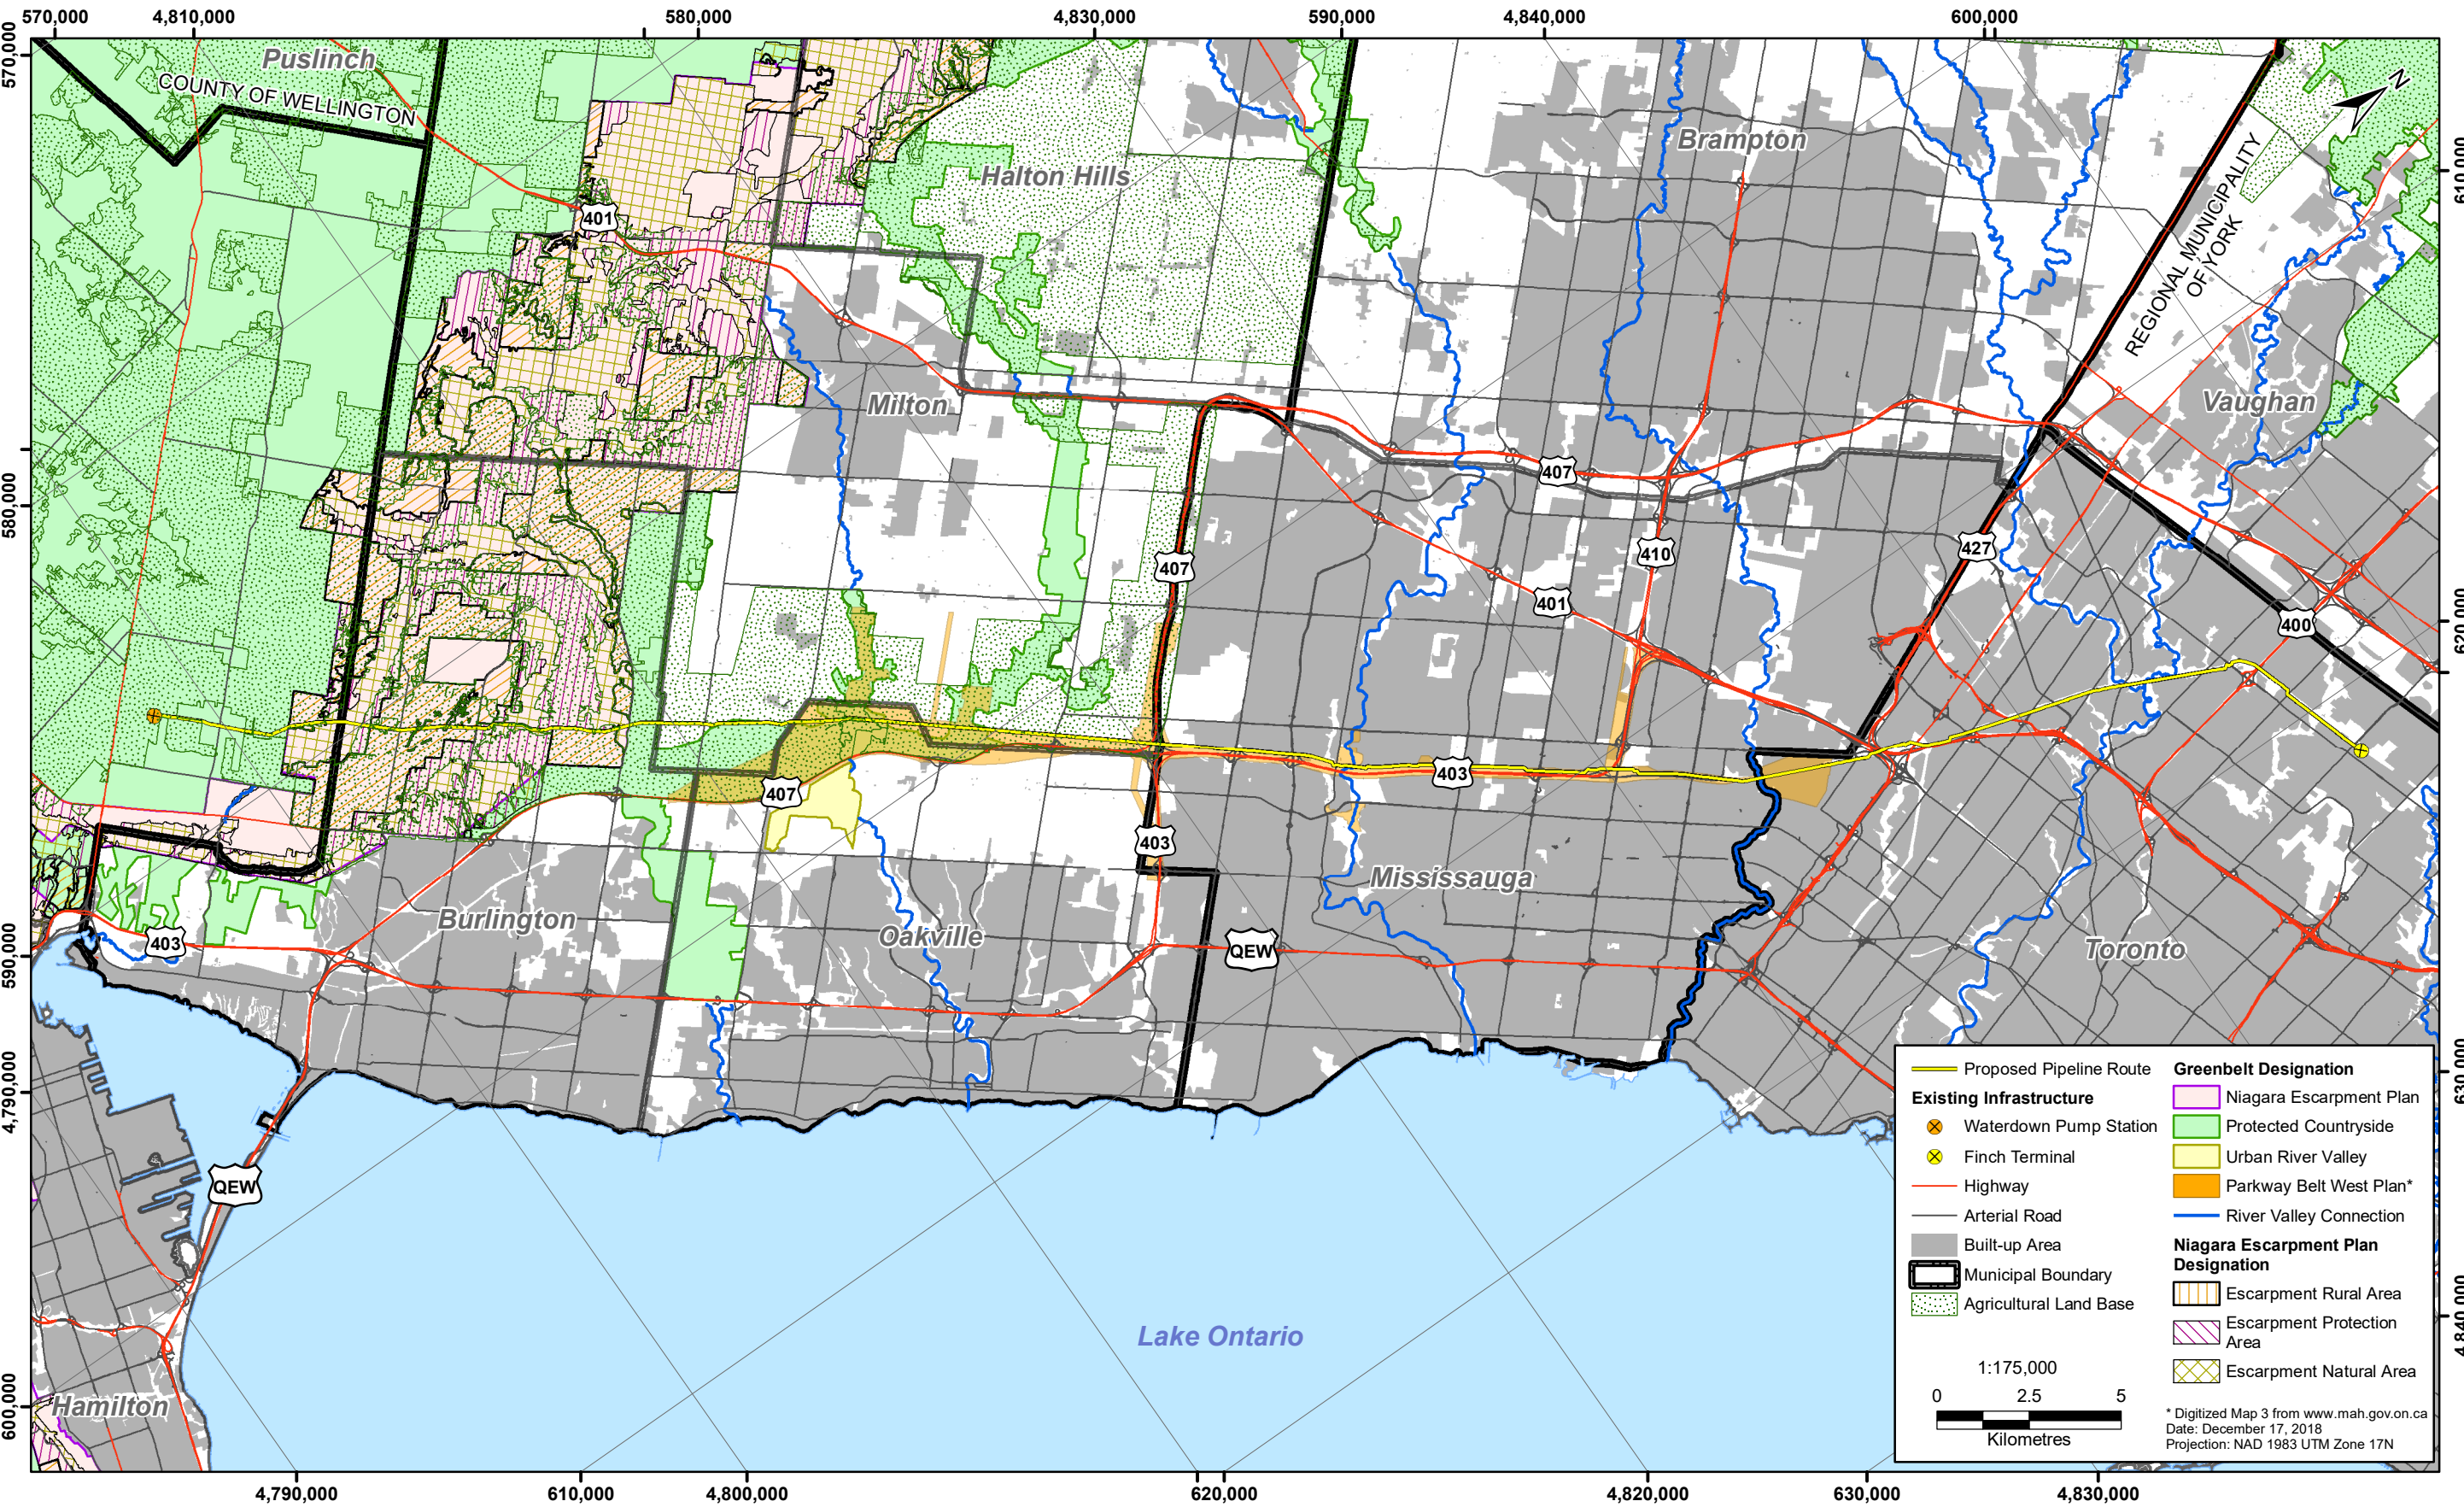 570,000
4,810,000
580,000
4,830,000
590,000
4,840,000
600,000
570,000
580,000
590,000
4,790,000
600,000
610,000
620,000
630,000
4,840,000
N
Puslinch
COUNTY OF WELLINGTON
401
Halton Hills
Brampton
REGIONAL MUNICIPALITY
OF YORK
Milton
Vaughan
407
407
410
427
401
400
407
403
403
Mississauga
Burlington
Oakville
403
QEW
Toronto
QEW
Lake Ontario
Hamilton
Proposed Pipeline Route
Existing Infrastructure
Waterdown Pump Station
Finch Terminal
Highway
Arterial Road
Built-up Area
Municipal Boundary
Agricultural Land Base
1:175,000
0 2.5 5
Kilometres
Greenbelt Designation
Niagara Escarpment Plan
Protected Countryside
Urban River Valley
Parkway Belt West Plan*
River Valley Connection
Niagara Escarpment Plan
Designation
Escarpment Rural Area
Escarpment Protection
Area
Escarpment Natural Area
* Digitized Map 3 from www.mah.gov.on.ca
Date: December 17, 2018
Projection: NAD 1983 UTM Zone 17N
4,790,000
610,000
4,800,000
620,000
4,820,000
630,000
4,830,000